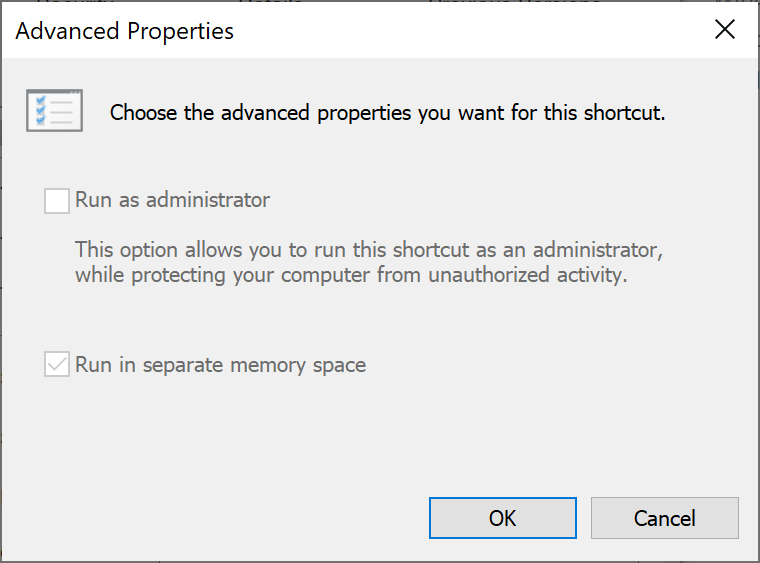 Advanced Properties
Choose the advanced properties you want for this shortcut.
Run as administrator
This option allows you to run this shortcut as an administrator,
while protecting your computer from unauthorized activity.
Run in separate memory space
OK
Cancel